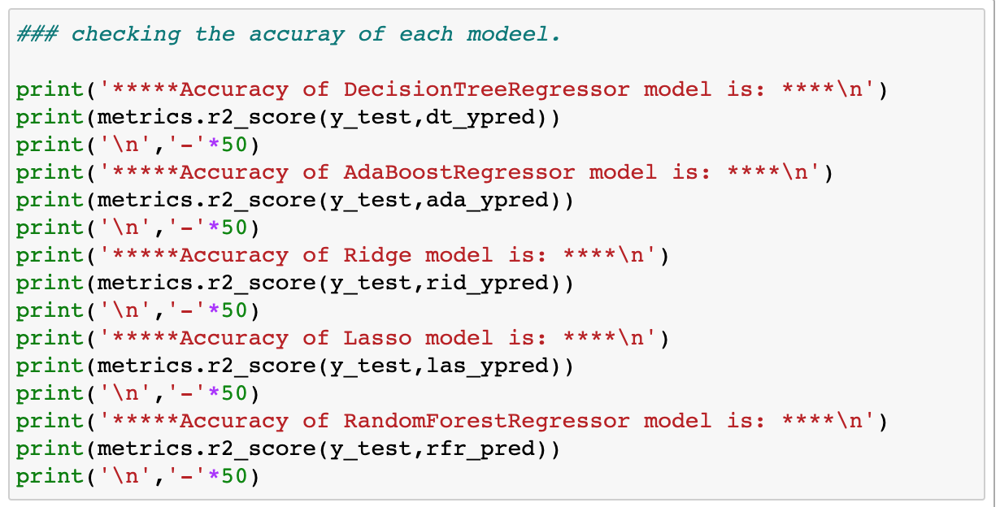 ### checking the accuray of each modeel.
print('*****Accuracy of DecisionTreeRegressor model is: ****\n')
print(metrics.r2_score(y_test,dt_ypred))
print('\n','-'*50)
print('*****Accuracy of AdaBoostRegressor model is: ****\n')
print(metrics.r2_score(y_test,ada_ypred))
print('\n','-'*50)
print('*****Accuracy of Ridge model is: ****\n')
print(metrics.r2_score(y_test,rid_ypred))
print('\n','-'*50)
print('*****Accuracy of Lasso model is: ****\n')
print(metrics.r2_score(y_test,las_ypred))
print('\n','-'*50)
print('*****Accuracy of RandomForestRegressor model is: ****\n')
print(metrics.r2_score(y_test,rfr_pred))
print('\n','-'*50)